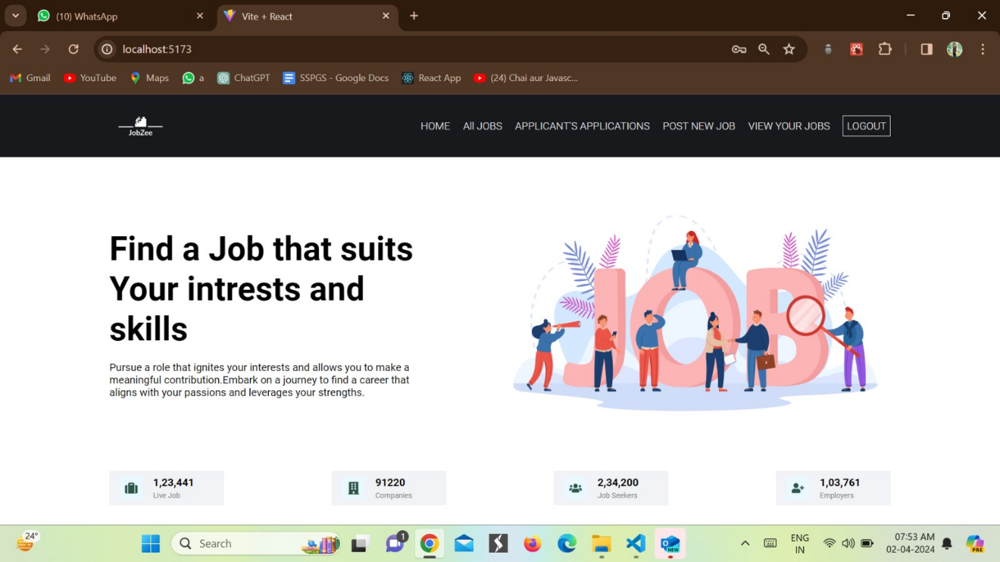 (10) WhatsApp
Vite + React
localhost:5173
Gmail
YouTube
Maps
a
ChatGPT
SSPGS - Google Docs
React App
(24) Chai aur Javasc...
JobZee
HOME
All JOBS
APPLICANT'S APPLICATIONS
POST NEW JOB
VIEW YOUR JOBS
LOGOUT
Find a Job that suits
Your intrests and
skills
Pursue a role that ignites your interests and allows you to make a
meaningful contribution.Embark on a journey to find a career that
aligns with your passions and leverages your strengths.
JOB
1,23,441
Live Job
91220
Companies
2,34,200
Job Seekers
1,03,761
Employers
24°
Search
1
NEW
ENG
IN
07:53 AM
02-04-2024
PRE